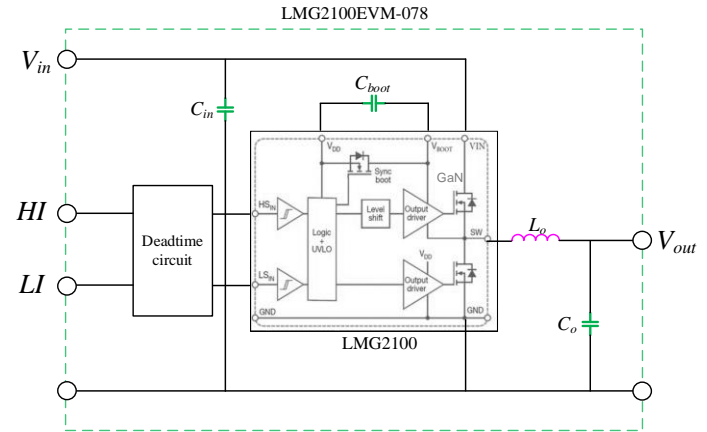 LMG2100EVM-078
Vin
Cin
Cboot
VDD
VBOOT
VIN
Sync
boot
GaN
HI
HSIN
Level
shift
Output
driver
Deadtime
circuit
Logic
+
UVLO
SW
Lo
Vout
LI
LSIN
VDD
Output
driver
GND
GND
Co
LMG2100